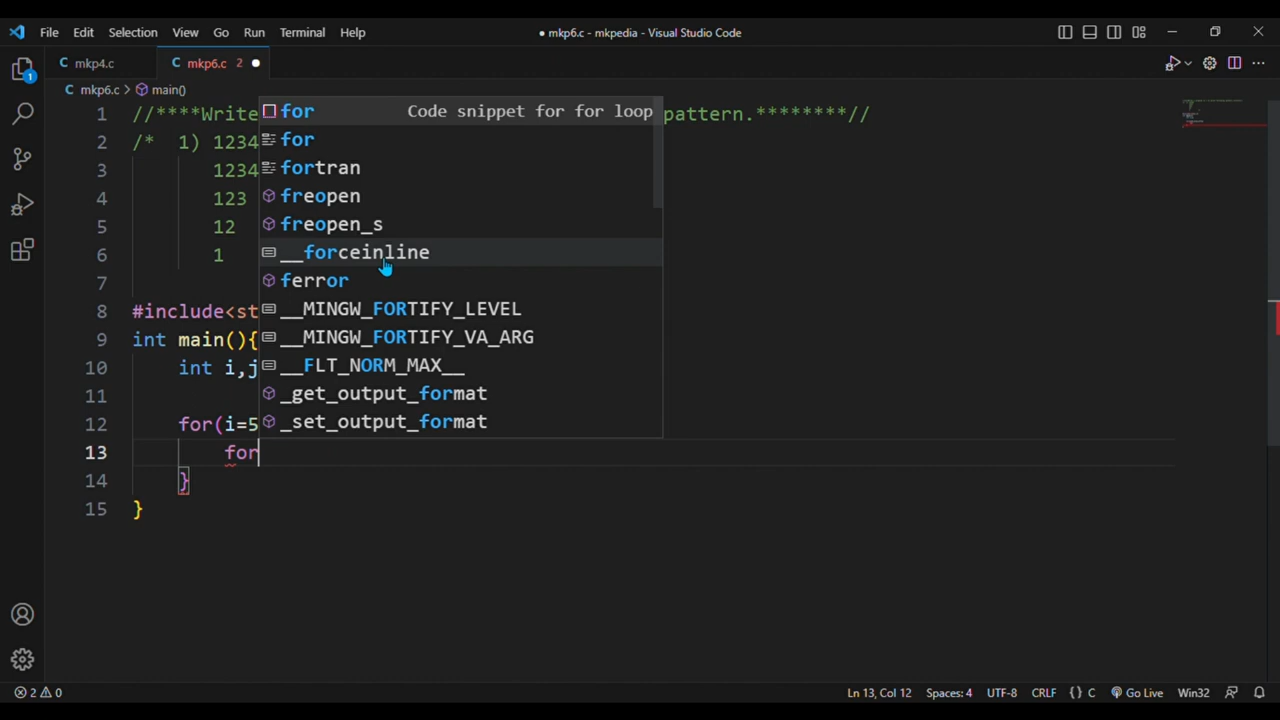 File Edit Selection View Go Run Terminal Help
● mkp6.c - mkpedia - Visual Studio Code
C mkp4.c
C mkp6.c 2 ●
C mkp6.c > main()
1 //****Write pattern.********//
2 /* 1) 1234
3 1234
4 123
5 12
6 1
7
8 #include<st
9 int main(){
10 int i,j
11
12 for(i=5
13 for
14 }
15 }
for Code snippet for for loop
for
fortran
freopen
freopen_s
__forceinline
ferror
__MINGW_FORTIFY_LEVEL
__MINGW_FORTIFY_VA_ARG
__FLT_NORM_MAX__
_get_output_format
_set_output_format
1
2 0
Ln 13, Col 12 Spaces: 4 UTF-8 CRLF {} C Go Live Win32